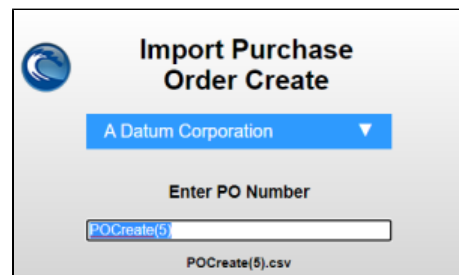 Import Purchase
Order Create
A Datum Corporation ▼
Enter PO Number
POCreate(5)
POCreate(5).csv